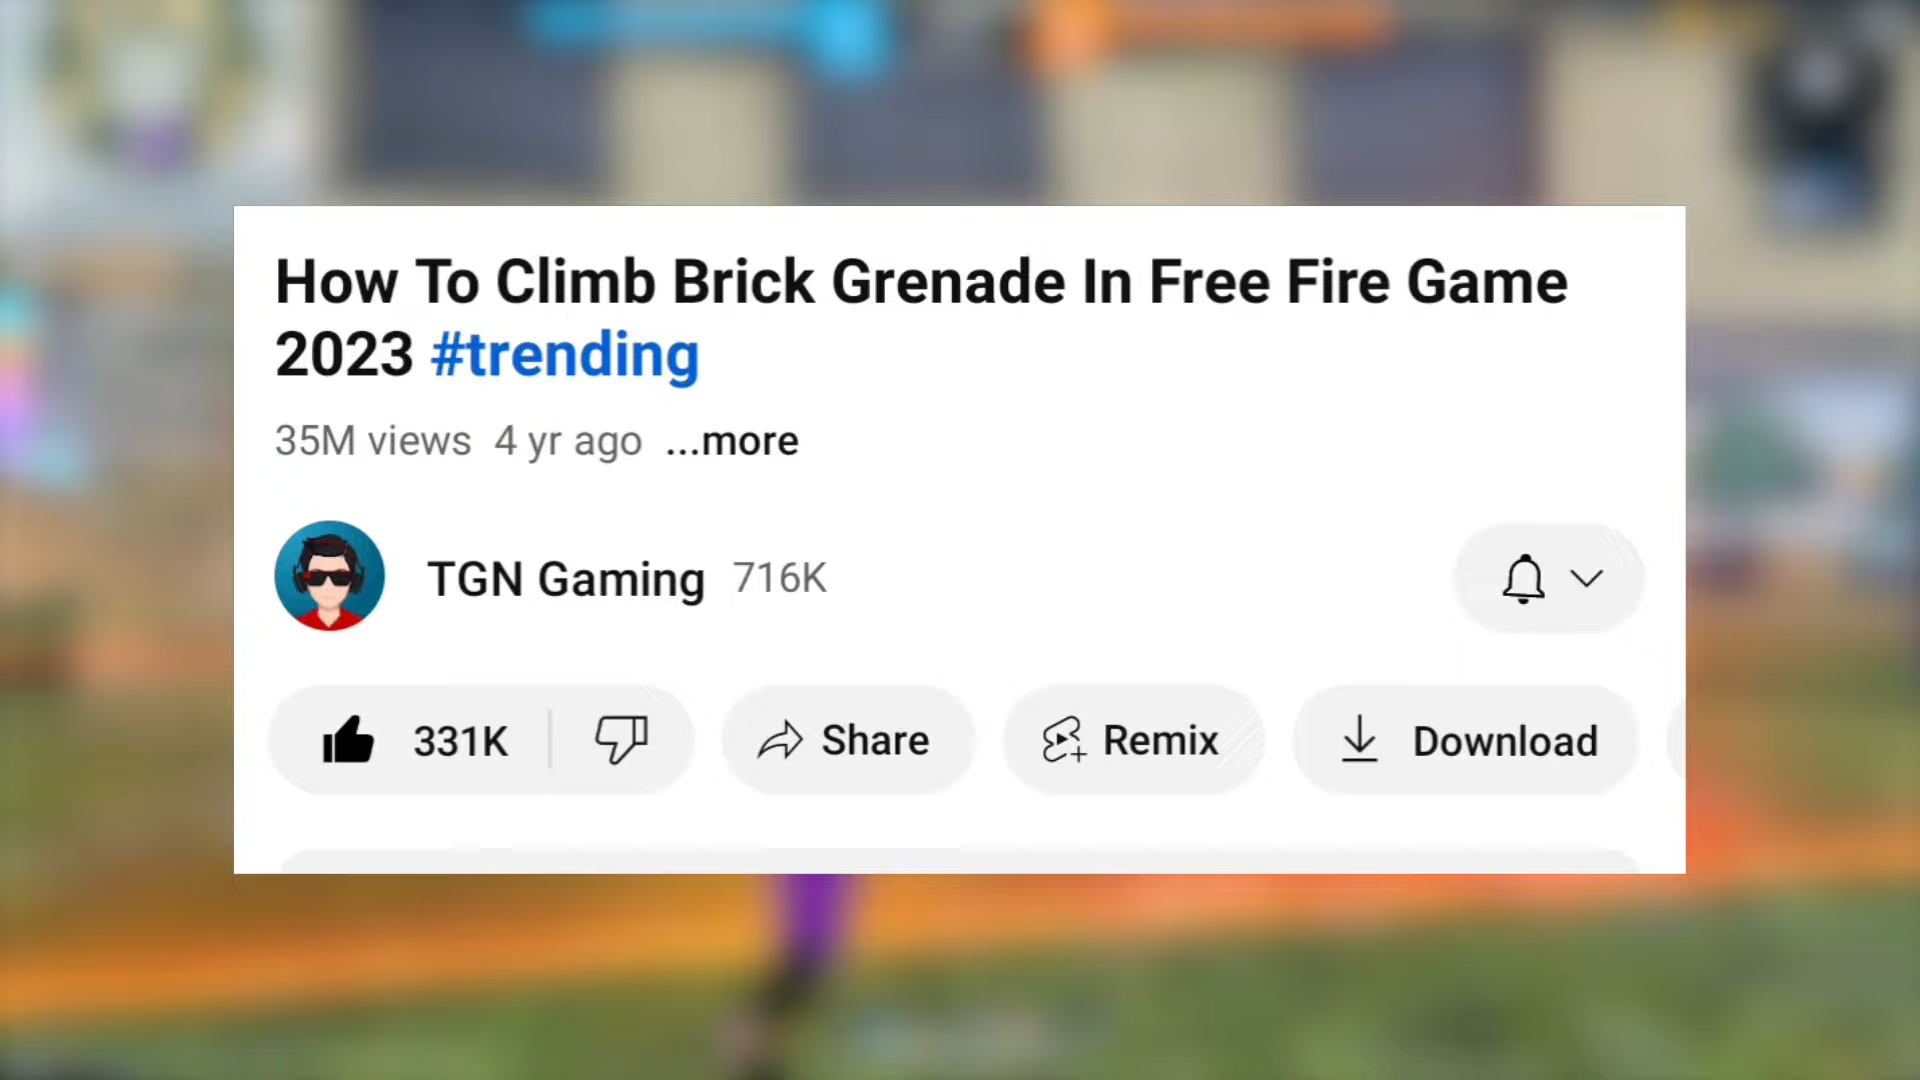 How To Climb Brick Grenade In Free Fire Game
2023 #trending
35M views 4 yr ago ...more
TGN Gaming 716K
331K Share Remix Download